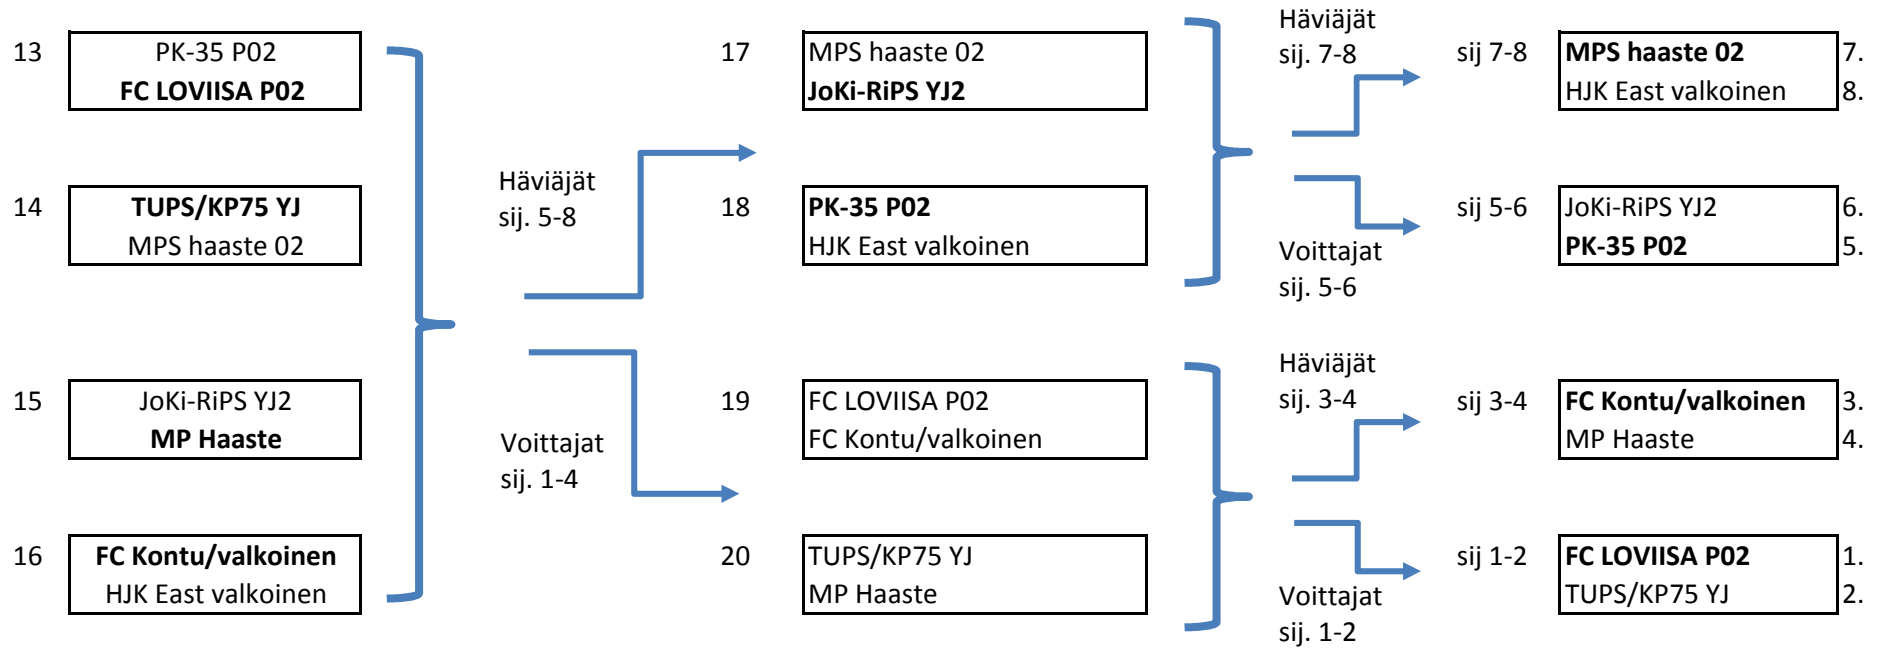 13
PK-35 P02
FC LOVIISA P02
14
TUPS/KP75 YJ
MPS haaste 02
15
JoKi-RiPS YJ2
MP Haaste
16
FC Kontu/valkoinen
HJK East valkoinen
Häviäjät
sij. 5-8
Voittajat
sij. 1-4
17
MPS haaste 02
JoKi-RiPS YJ2
18
PK-35 P02
HJK East valkoinen
19
FC LOVIISA P02
FC Kontu/valkoinen
20
TUPS/KP75 YJ
MP Haaste
Häviäjät
sij. 7-8
Voittajat
sij. 5-6
Häviäjät
sij. 3-4
Voittajat
sij. 1-2
sij 7-8
MPS haaste 02 7.
HJK East valkoinen 8.
sij 5-6
JoKi-RiPS YJ2 6.
PK-35 P02 5.
sij 3-4
FC Kontu/valkoinen 3.
MP Haaste 4.
sij 1-2
FC LOVIISA P02 1.
TUPS/KP75 YJ 2.